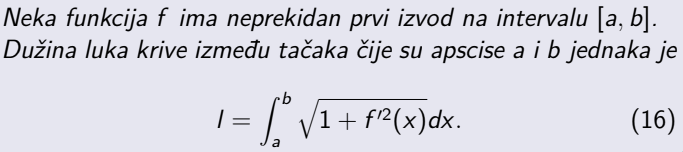 Neka funkcija f ima neprekidan prvi izvod na intervalu [a, b].
Dužina luka krive između tačaka čije su apscise a i b jednaka je
l = ∫_a^b √(1 + f′²(x)) dx. (16)